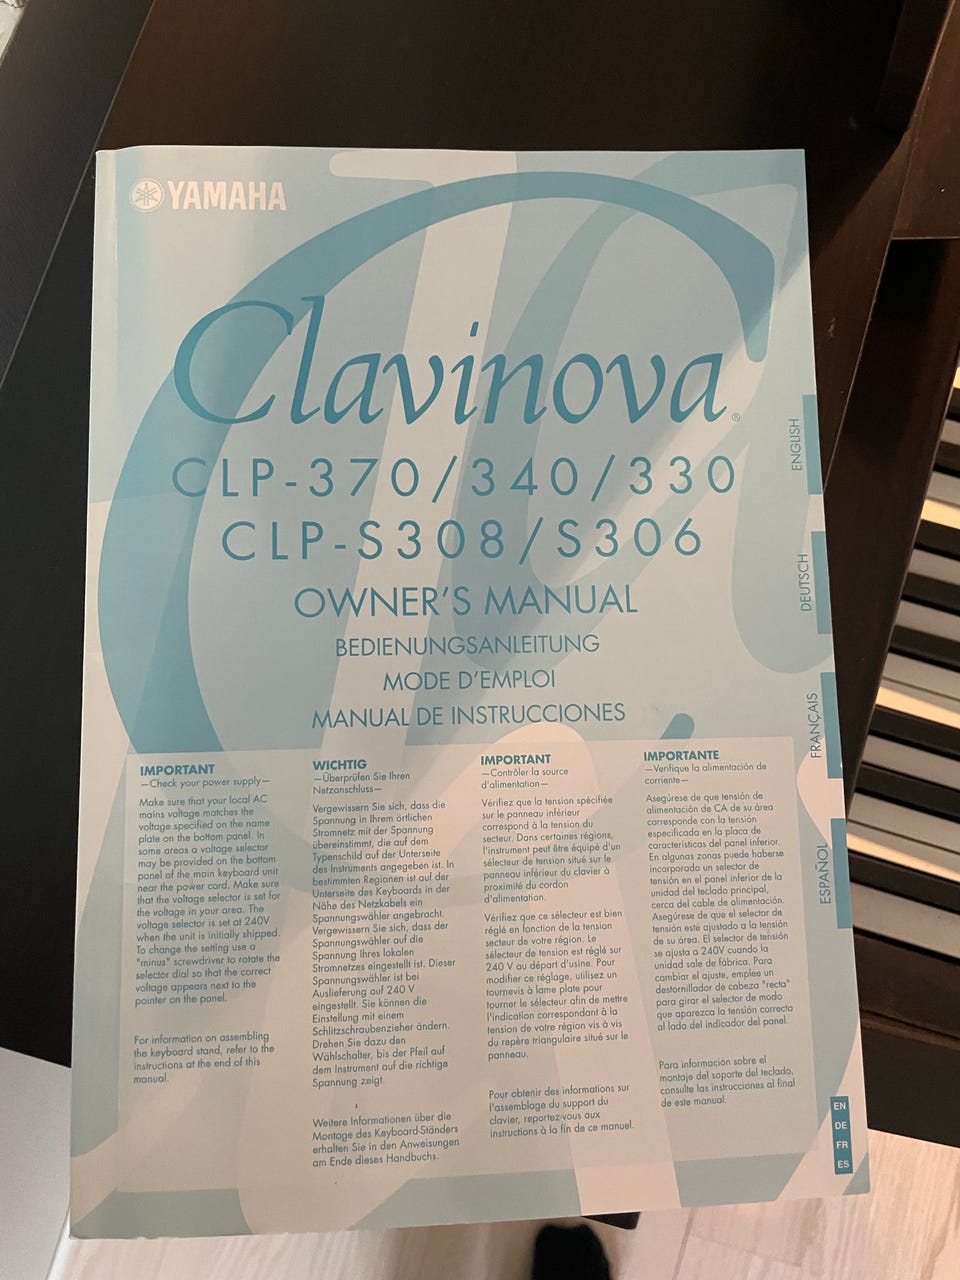 YAMAHA
Clavinova®
CLP-370/340/330
CLP-S308/S306
OWNER'S MANUAL
BEDIENUNGSANLEITUNG
MODE D'EMPLOI
MANUAL DE INSTRUCCIONES
IMPORTANT
—Check your power supply—
Make sure that your local AC
mains voltage matches the
voltage specified on the name
plate on the bottom panel. In
some areas a voltage selector
may be provided on the bottom
panel of the main keyboard unit
near the power cord. Make sure
that the voltage selector is set for
the voltage in your area. The
voltage selector is set at 240V
when the unit is initially shipped.
To change the setting use a
"minus" screwdriver to rotate the
selector dial so that the correct
voltage appears next to the
pointer on the panel.
For information on assembling
the keyboard stand, refer to the
instructions at the end of this
manual.
WICHTIG
—Überprüfen Sie Ihren
Netzanschluss—
Vergewissern Sie sich, dass die
Spannung in Ihrem örtlichen
Stromnetz mit der Spannung
übereinstimmt, die auf dem
Typenschild auf der Unterseite
des Instruments angegeben ist. In
bestimmten Regionen ist auf der
Unterseite des Keyboards in der
Nähe des Netzkabels ein
Spannungswähler angebracht.
Vergewissern Sie sich, dass der
Spannungswähler auf die
Spannung Ihres lokalen
Stromnetzes eingestellt ist. Dieser
Spannungswähler ist bei
Auslieferung auf 240 V
eingestellt. Sie können die
Einstellung mit einem
Schlitzschraubenzieher ändern.
Drehen Sie dazu den
Wählschalter, bis der Pfeil auf
dem Instrument auf die richtige
Spannung zeigt.
Weitere Informationen über die
Montage des Keyboard-Ständers
erhalten Sie in den Anweisungen
am Ende dieses Handbuchs.
IMPORTANT
—Contrôler la source
d'alimentation—
Vérifiez que la tension spécifiée
sur le panneau inférieur
correspond à la tension du
secteur. Dans certaines régions,
l'instrument peut être équipé d'un
sélecteur de tension situé sur le
panneau inférieur du clavier à
proximité du cordon
d'alimentation.
Vérifiez que ce sélecteur est bien
réglé en fonction de la tension
secteur de votre région. Le
sélecteur de tension est réglé sur
240 V au départ d'usine. Pour
modifier ce réglage, utilisez un
tournevis à lame plate pour
tourner le sélecteur afin de mettre
l'indication correspondant à la
tension de votre région vis à vis
du repère triangulaire situé sur le
panneau.
Pour obtenir des informations sur
l'assemblage du support du
clavier, reportez-vous aux
instructions à la fin de ce manuel.
IMPORTANTE
—Verifique la alimentación de
corriente—
Asegúrese de que tensión de
alimentación de CA de su área
corresponde con la tensión
especificada en la placa de
características del panel inferior.
En algunas zonas puede haberse
incorporado un selector de
tensión en el panel inferior de la
unidad del teclado principal,
cerca del cable de alimentación.
Asegúrese de que el selector de
tensión esté ajustado a la tensión
de su área. El selector de tensión
se ajusta a 240V cuando la
unidad sale de fábrica. Para
cambiar el ajuste, emplee un
destornillador de cabeza "recta"
para girar el selector de modo
que aparezca la tensión correcta
al lado del indicador del panel.
Para información sobre el
montaje del soporte del teclado,
consulte las instrucciones al final
de este manual.
ENGLISH
DEUTSCH
FRANÇAIS
ESPAÑOL
EN
DE
FR
ES